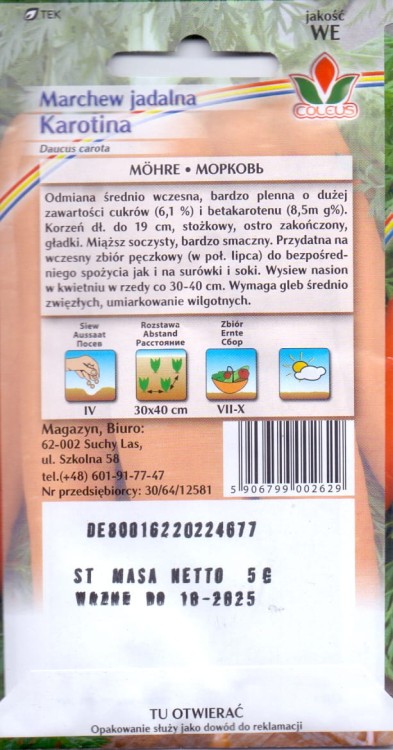 TEK
jakość
WE
COLEUS
Marchew jadalna
Karotina
Daucus carota
MÖHRE • МОРКОВЬ
Odmiana średnio wczesna, bardzo plenna o dużej
zawartości cukrów (6,1 %) i betakarotenu (8,5m g%).
Korzeń dł. do 19 cm, stożkowy, ostro zakończony,
gładki. Miąższ soczysty, bardzo smaczny. Przydatna na
wczesny zbiór pęczkowy (w poł. lipca) do bezpośred-
niego spożycia jak i na surówki i soki. Wysiew nasion
w kwietniu w rzedy co 30-40 cm. Wymaga gleb średnio
zwięzłych, umiarkowanie wilgotnych.
Siew
Aussaat
Посев
IV
Rozstawa
Abstand
Расстояние
30x40 cm
Zbiór
Ernte
Сбор
VII-X
Magazyn, Biuro:
62-002 Suchy Las,
ul. Szkolna 58
tel.(+48) 601-91-77-47
Nr przedsiębiorcy: 30/64/12581
5 906799 002629
DE80016220224677
ST MASA NETTO 5G
WAZNE DO 10-2025
TU OTWIERAĆ
Opakowanie służy jako dowód do reklamacji